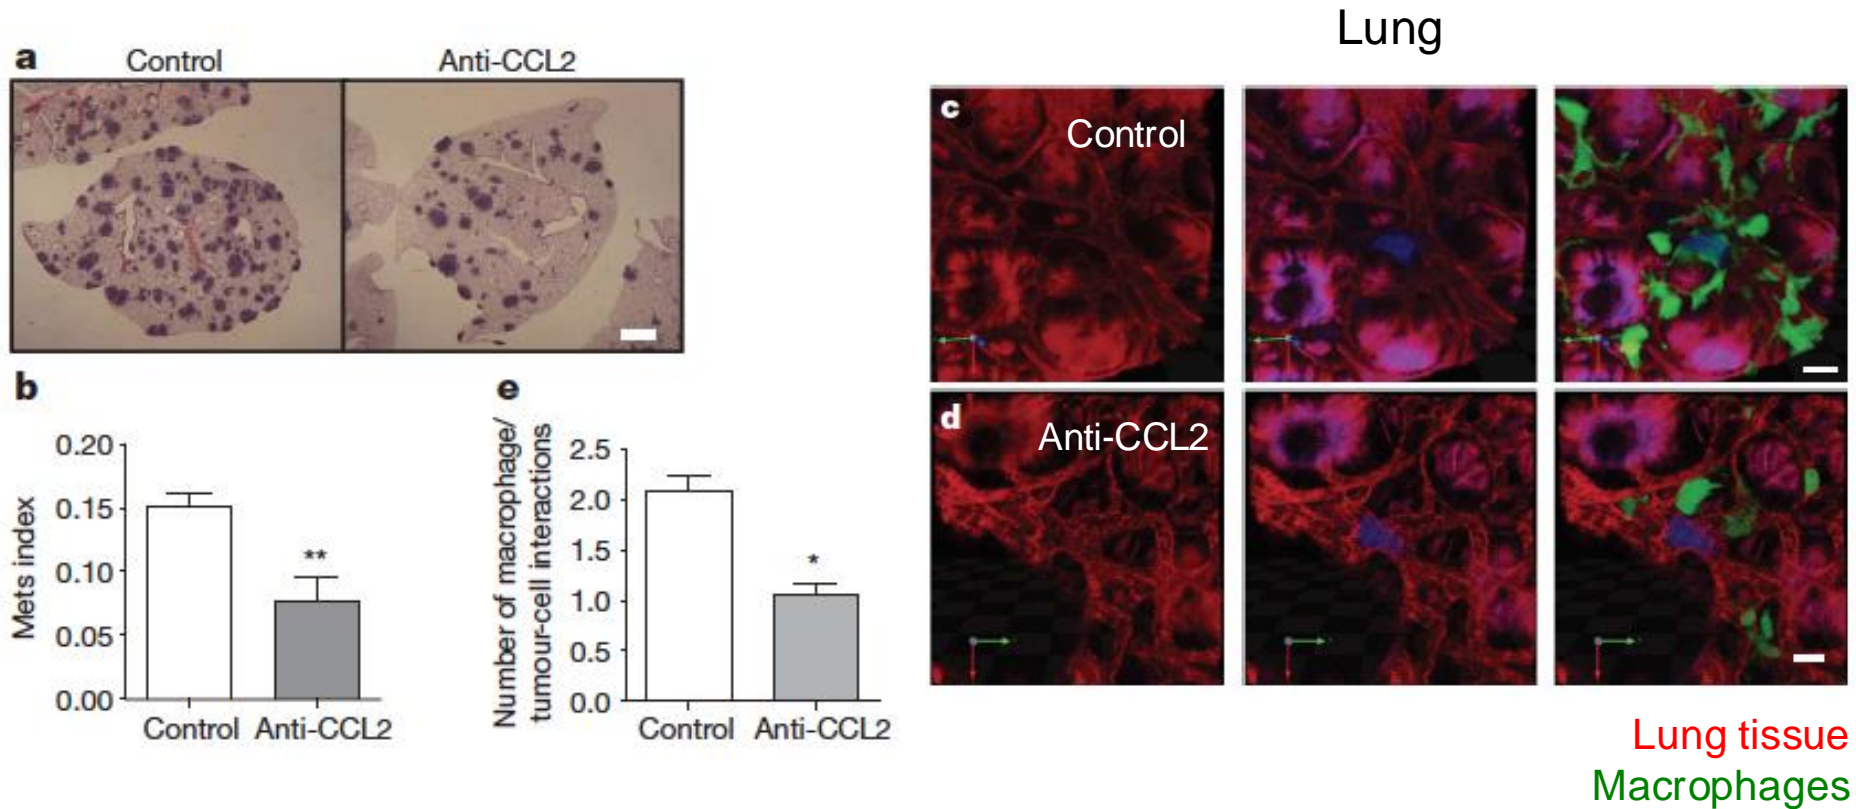 Lung
a
Control
Anti-CCL2
b
Mets index
0.20
0.15
0.10
0.05
0.00
**
Control
Anti-CCL2
e
Number of macrophage/
tumour-cell interactions
2.5
2.0
1.5
1.0
0.5
0.0
*
Control
Anti-CCL2
c
Control
d
Anti-CCL2
Lung tissue
Macrophages